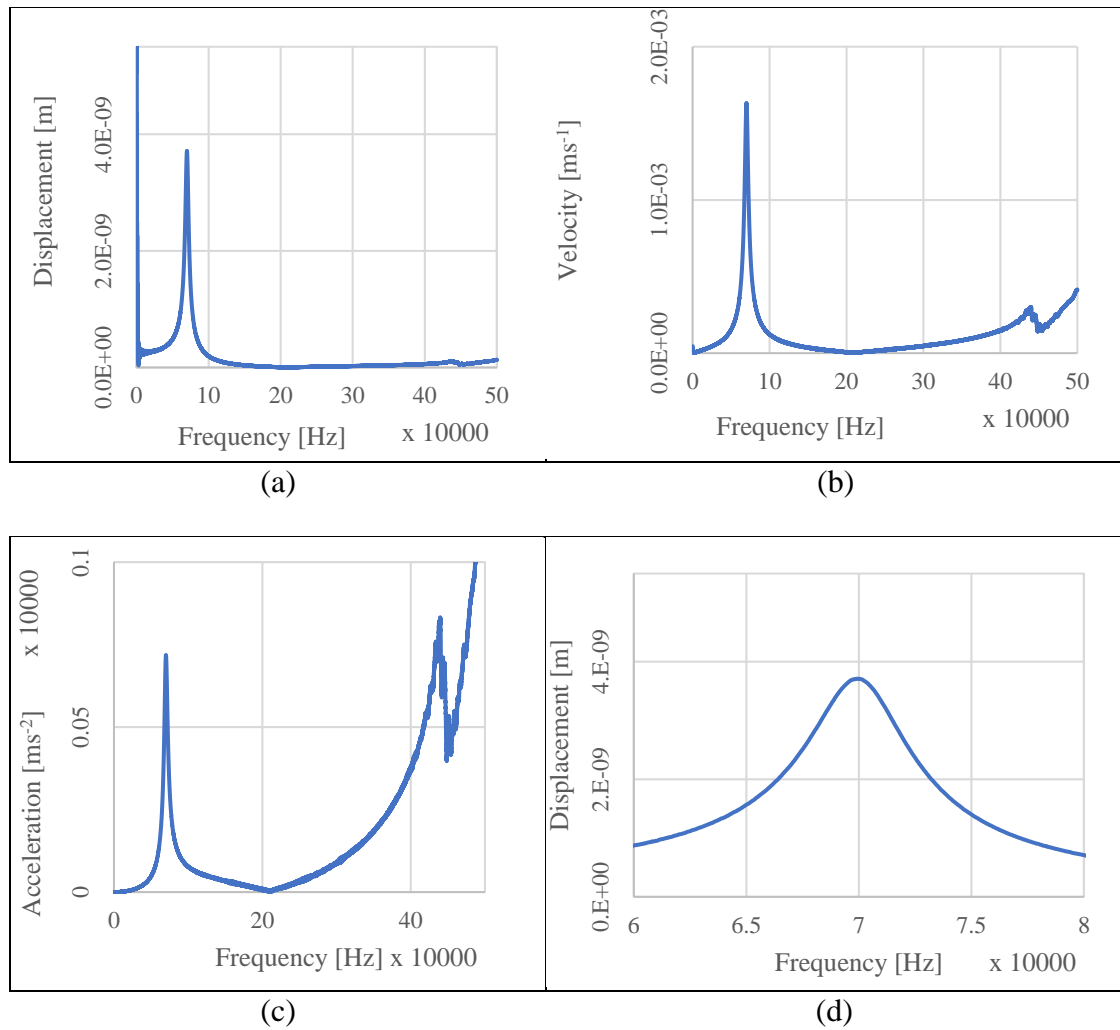 Displacement [m]
4.0E-09
2.0E-09
0.0E+00
0 10 20 30 40 50
Frequency [Hz] x 10000
(a)
Velocity [ms-1]
2.0E-03
1.0E-03
0.0E+00
0 10 20 30 40 50
Frequency [Hz] x 10000
(b)
Acceleration [ms-2]
x 10000
0.1
0.05
0
0 20 40
Frequency [Hz] x 10000
(c)
Displacement [m]
4.E-09
2.E-09
0.E+00
6 6.5 7 7.5 8
Frequency [Hz] x 10000
(d)